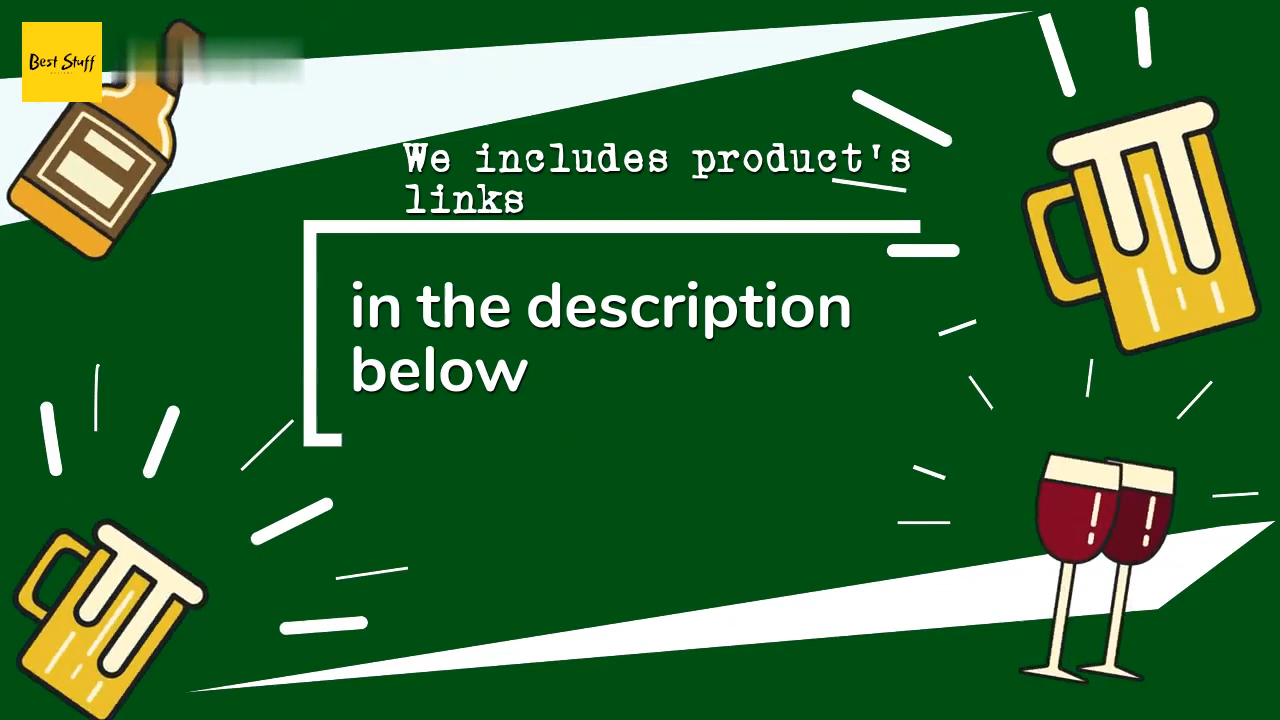 Best Stuff
We includes product's
links
in the description
below